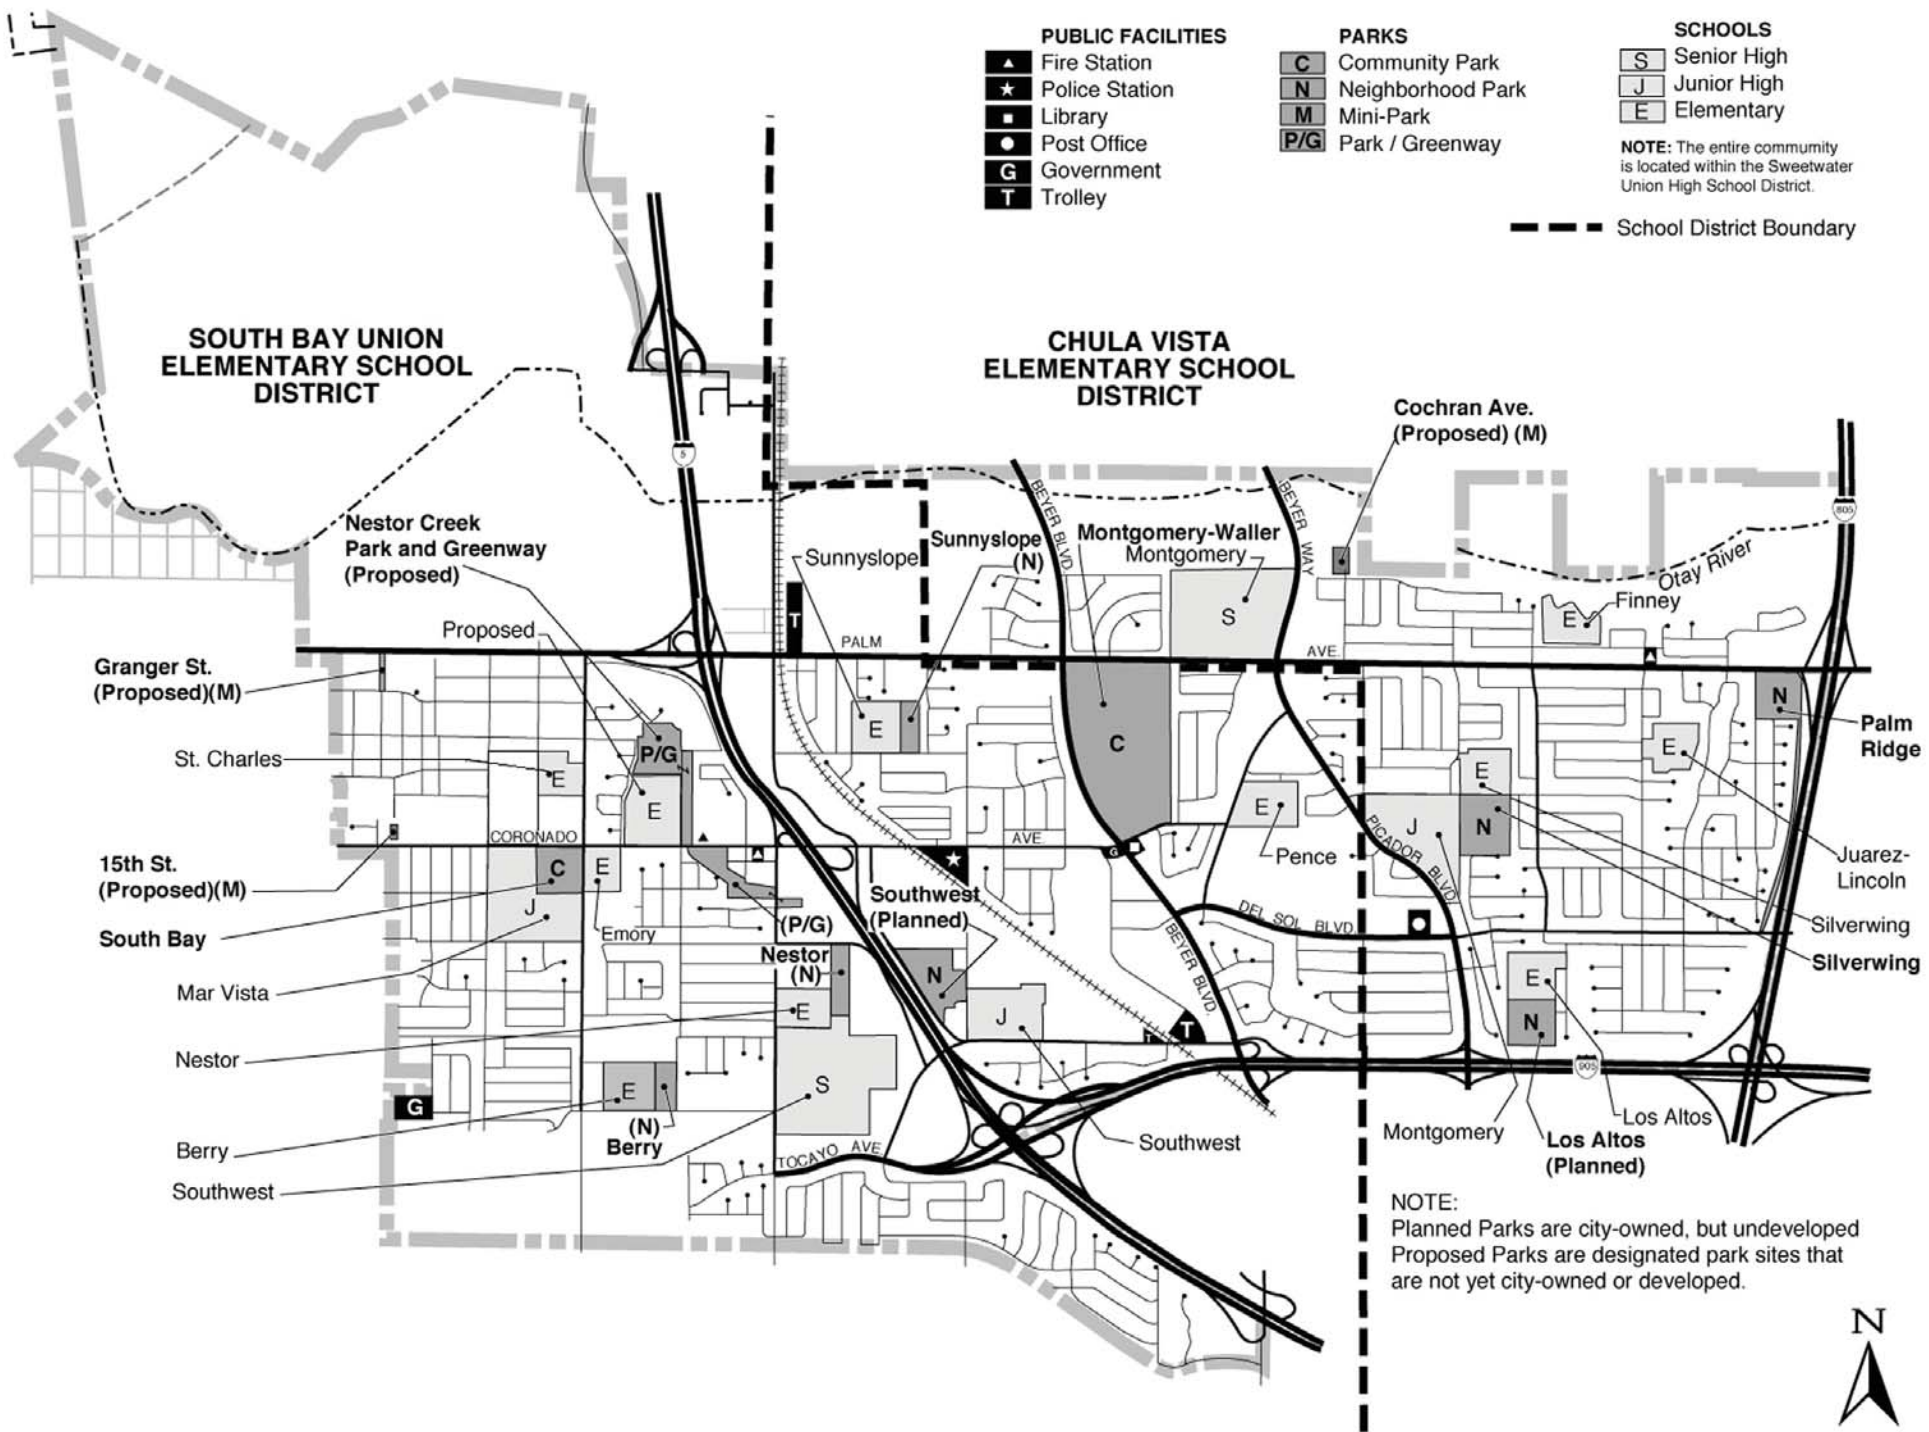 PUBLIC FACILITIES
Fire Station
Police Station
Library
Post Office
G Government
T Trolley
PARKS
C Community Park
N Neighborhood Park
M Mini-Park
P/G Park / Greenway
SCHOOLS
S Senior High
J Junior High
E Elementary
NOTE: The entire commumity
is located within the Sweetwater
Union High School District.
School District Boundary
SOUTH BAY UNION
ELEMENTARY SCHOOL
DISTRICT
CHULA VISTA
ELEMENTARY SCHOOL
DISTRICT
Cochran Ave.
(Proposed) (M)
5
805
Nestor Creek
Park and Greenway
(Proposed)
Sunnyslope
Sunnyslope
(N)
BEYER BLVD.
Montgomery-Waller
Montgomery
BEYER WAY
Otay River
Finney
E
S
T
Proposed
PALM
AVE.
Granger St.
(Proposed)(M)
N
Palm
Ridge
P/G
E
C
E
St. Charles
E
E
E
E
J
N
PICADOR BLVD.
CORONADO
AVE.
G
Pence
Juarez-
Lincoln
15th St.
(Proposed)(M)
C
E
J
Southwest
(Planned)
DEL SOL BLVD.
Silverwing
Silverwing
South Bay
Emory
(P/G)
Nestor
(N)
N
BEYER BLVD.
E
N
Mar Vista
E
J
T
T
Nestor
905
S
E
G
(N)
Berry
Berry
Southwest
TOCAYO AVE.
Southwest
Montgomery
Los Altos
Los Altos
(Planned)
NOTE:
Planned Parks are city-owned, but undeveloped
Proposed Parks are designated park sites that
are not yet city-owned or developed.
N